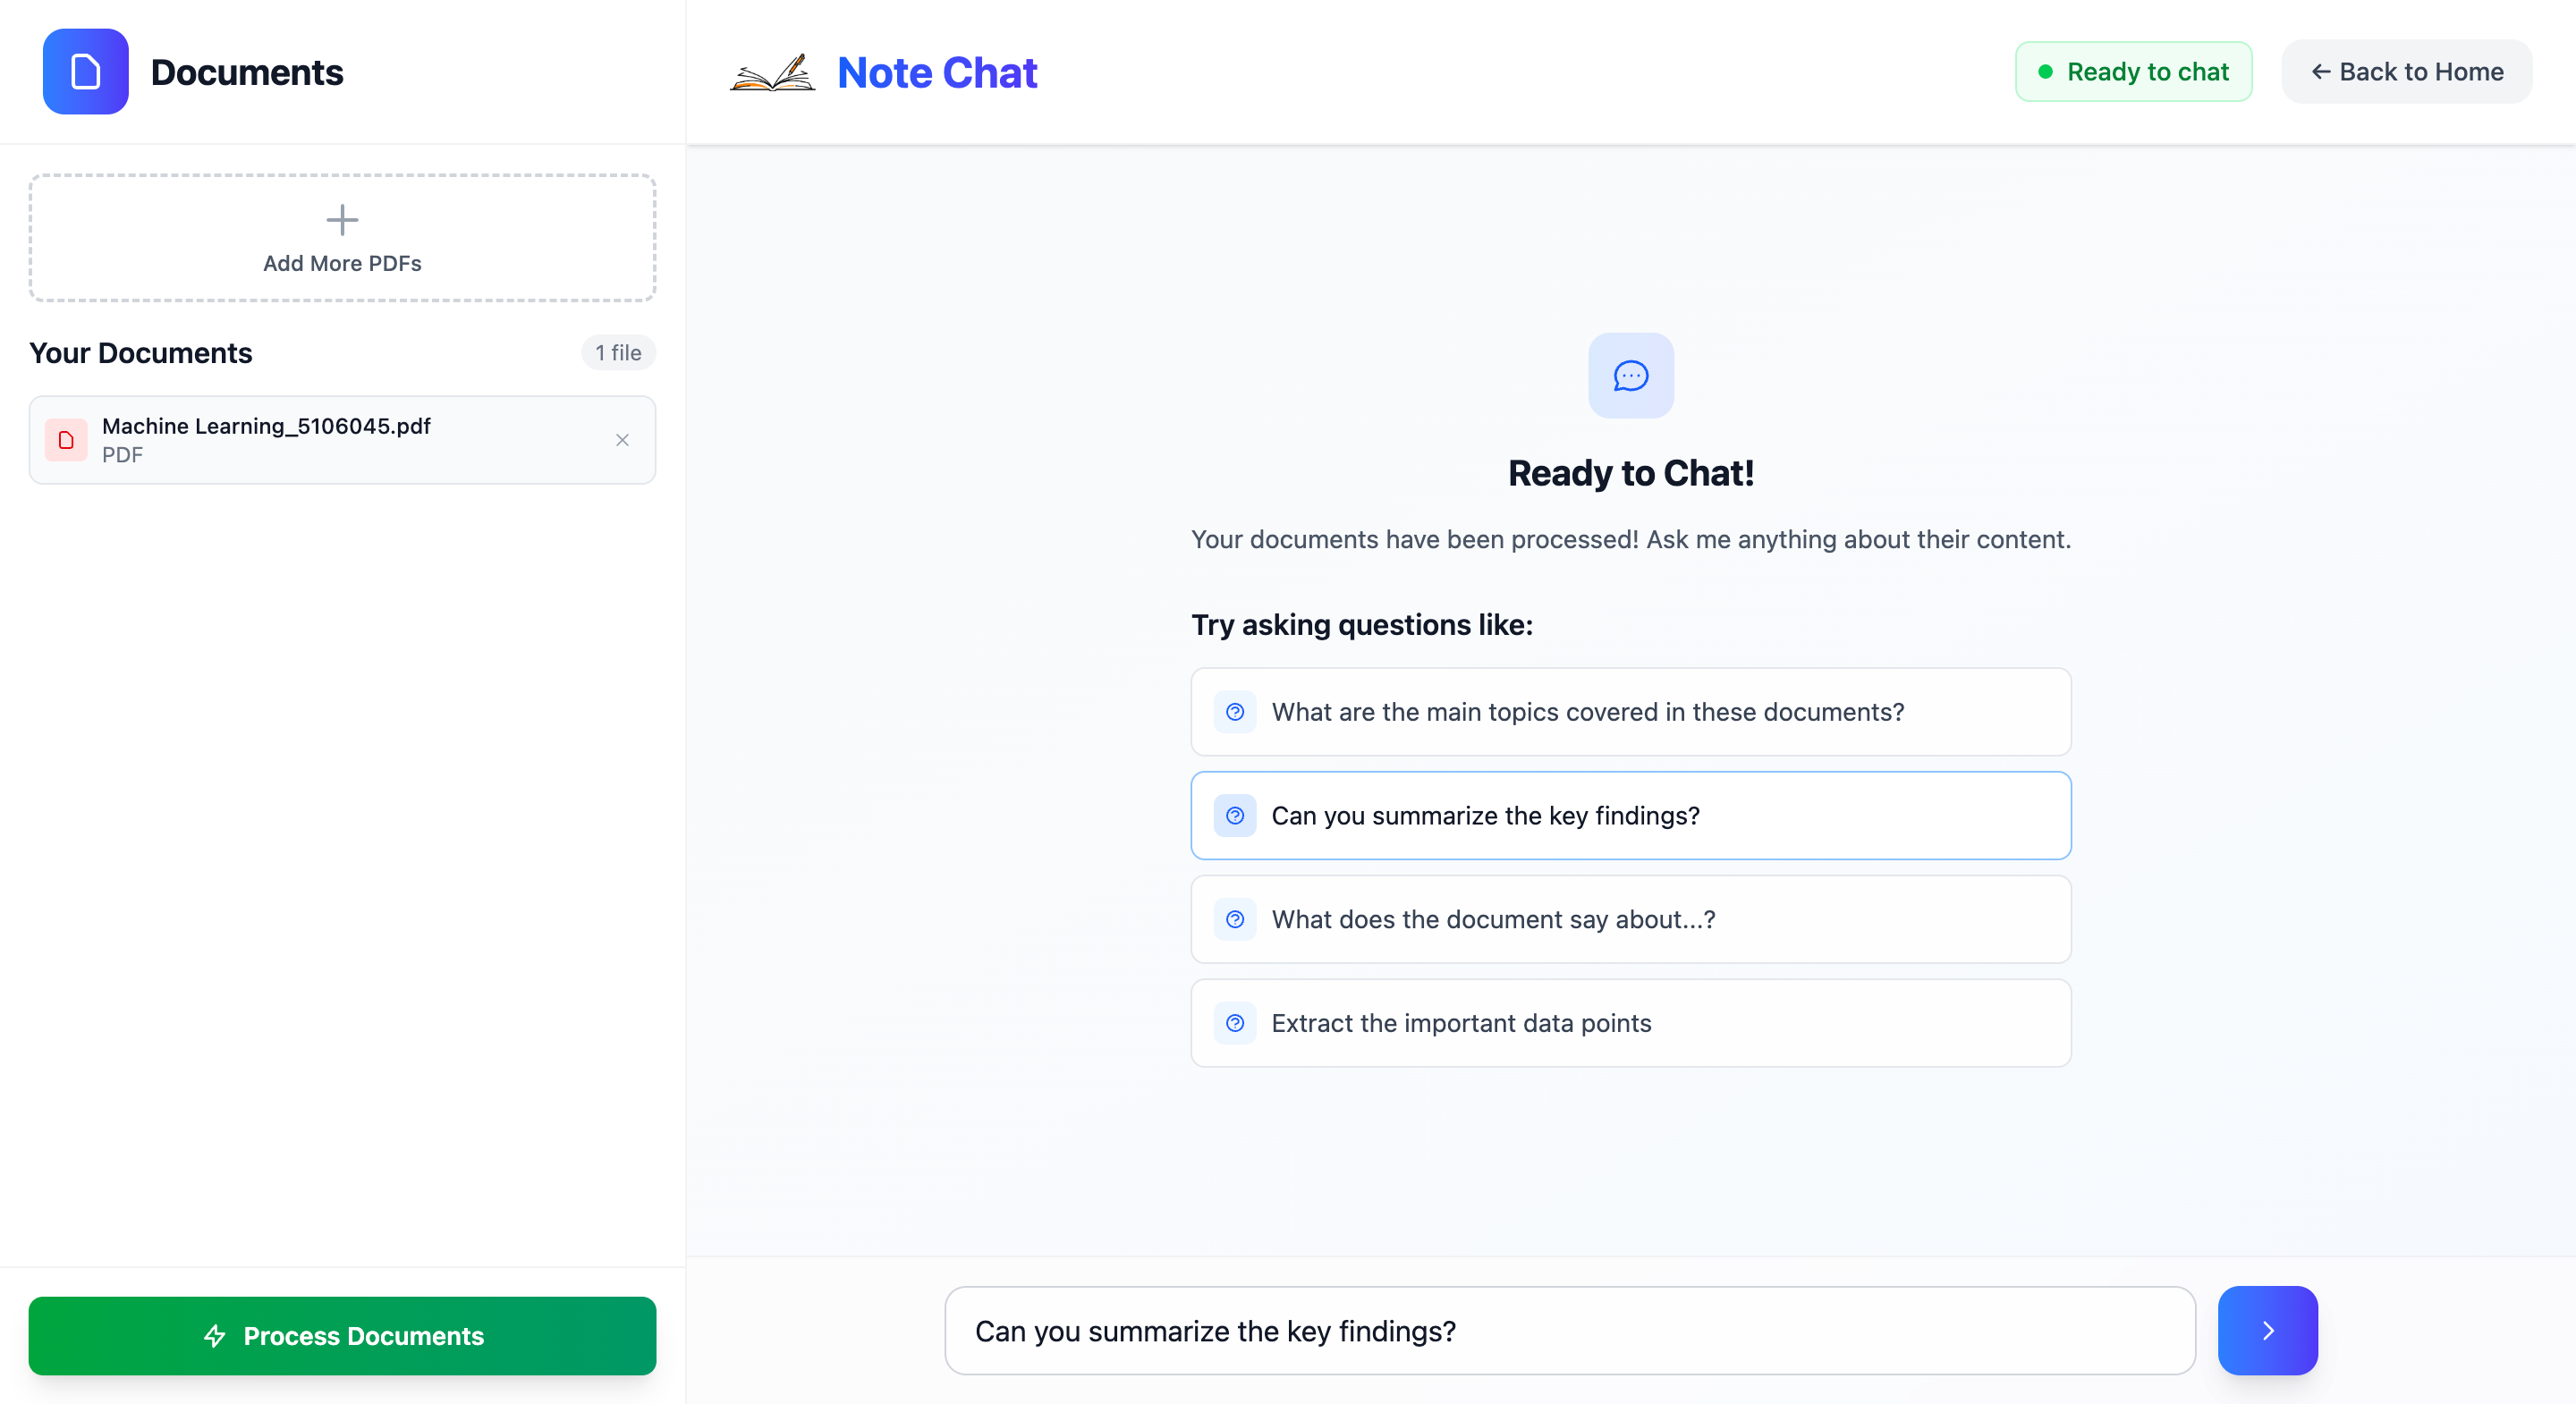 Documents
Add More PDFs
Your Documents
1 file
Machine Learning_5106045.pdf
PDF
Process Documents
Note Chat
Ready to chat
← Back to Home
Ready to Chat!
Your documents have been processed! Ask me anything about their content.
Try asking questions like:
What are the main topics covered in these documents?
Can you summarize the key findings?
What does the document say about...?
Extract the important data points
Can you summarize the key findings?